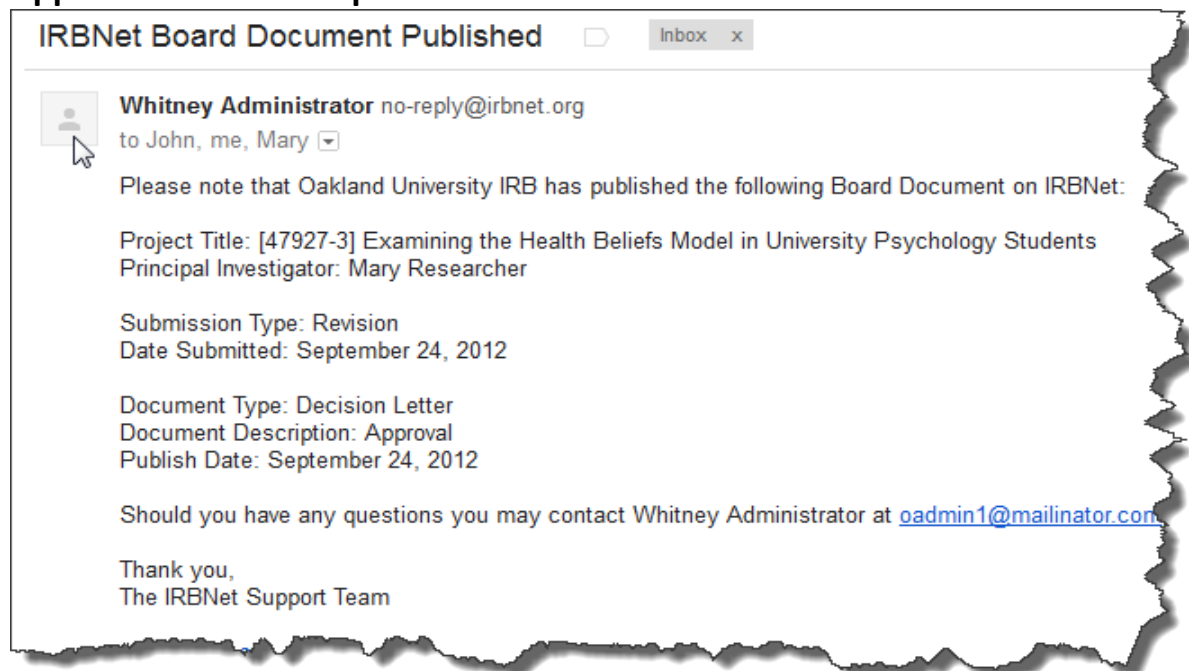 IRBNet Board Document Published Inbox x
Whitney Administrator no-reply@irbnet.org
to John, me, Mary
Please note that Oakland University IRB has published the following Board Document on IRBNet:
Project Title: [47927-3] Examining the Health Beliefs Model in University Psychology Students
Principal Investigator: Mary Researcher
Submission Type: Revision
Date Submitted: September 24, 2012
Document Type: Decision Letter
Document Description: Approval
Publish Date: September 24, 2012
Should you have any questions you may contact Whitney Administrator at oadmin1@mailinator.com
Thank you,
The IRBNet Support Team